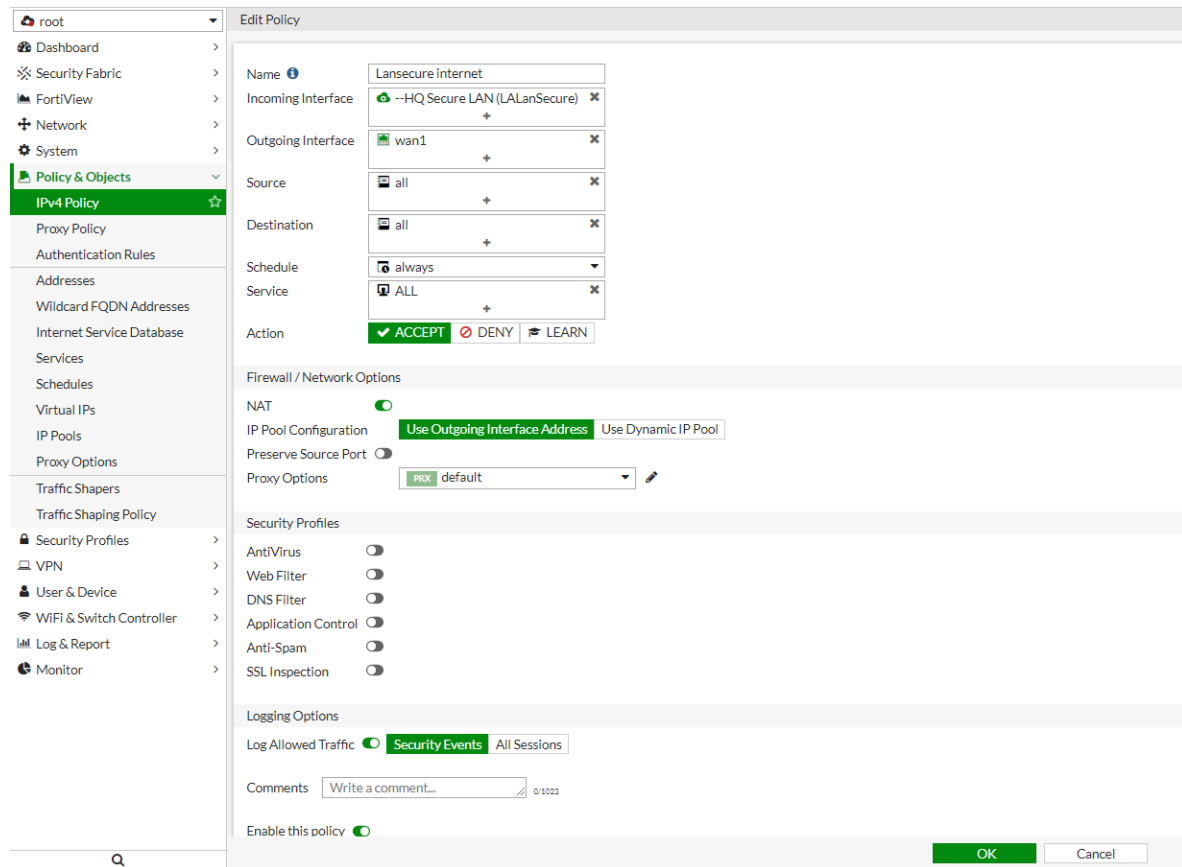 root
Dashboard
Security Fabric
FortiView
Network
System
Policy & Objects
IPv4 Policy
Proxy Policy
Authentication Rules
Addresses
Wildcard FQDN Addresses
Internet Service Database
Services
Schedules
Virtual IPs
IP Pools
Proxy Options
Traffic Shapers
Traffic Shaping Policy
Security Profiles
VPN
User & Device
WiFi & Switch Controller
Log & Report
Monitor
Edit Policy
Name Lansecure internet
Incoming Interface --HQ Secure LAN (LALanSecure)
+
Outgoing Interface wan1
+
Source all
+
Destination all
+
Schedule always
Service ALL
+
Action ACCEPT DENY LEARN
Firewall / Network Options
NAT
IP Pool Configuration Use Outgoing Interface Address Use Dynamic IP Pool
Preserve Source Port
Proxy Options PRX default
Security Profiles
AntiVirus
Web Filter
DNS Filter
Application Control
Anti-Spam
SSL Inspection
Logging Options
Log Allowed Traffic Security Events All Sessions
Comments Write a comment... 0/1023
Enable this policy
OK Cancel